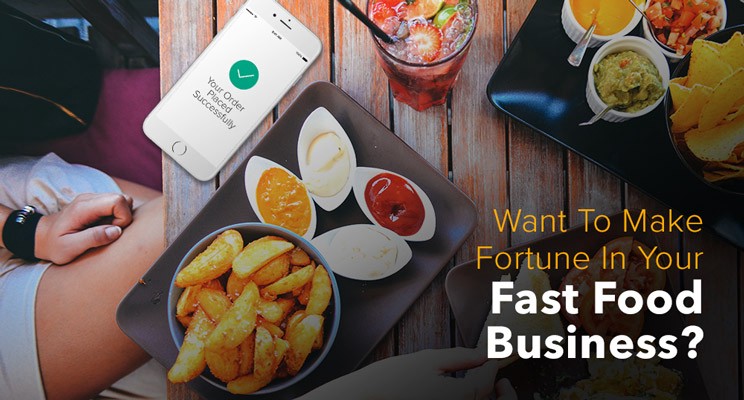 Your Order
Placed
Successfully
Want To Make
Fortune In Your
Fast Food
Business?